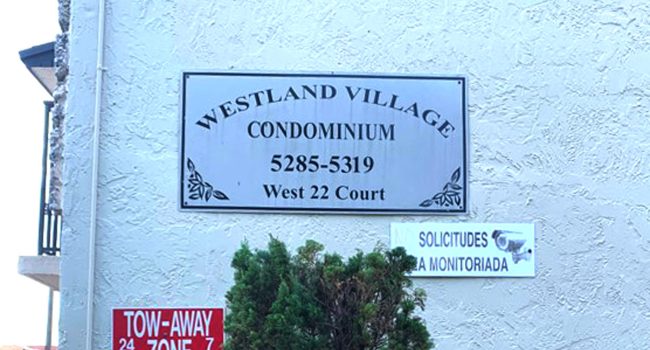 WESTLAND VILLAGE
CONDOMINIUM
5285-5319
West 22 Court
SOLICITUDES
MONITORIADA
TOW-AWAY
24 ZONE 7